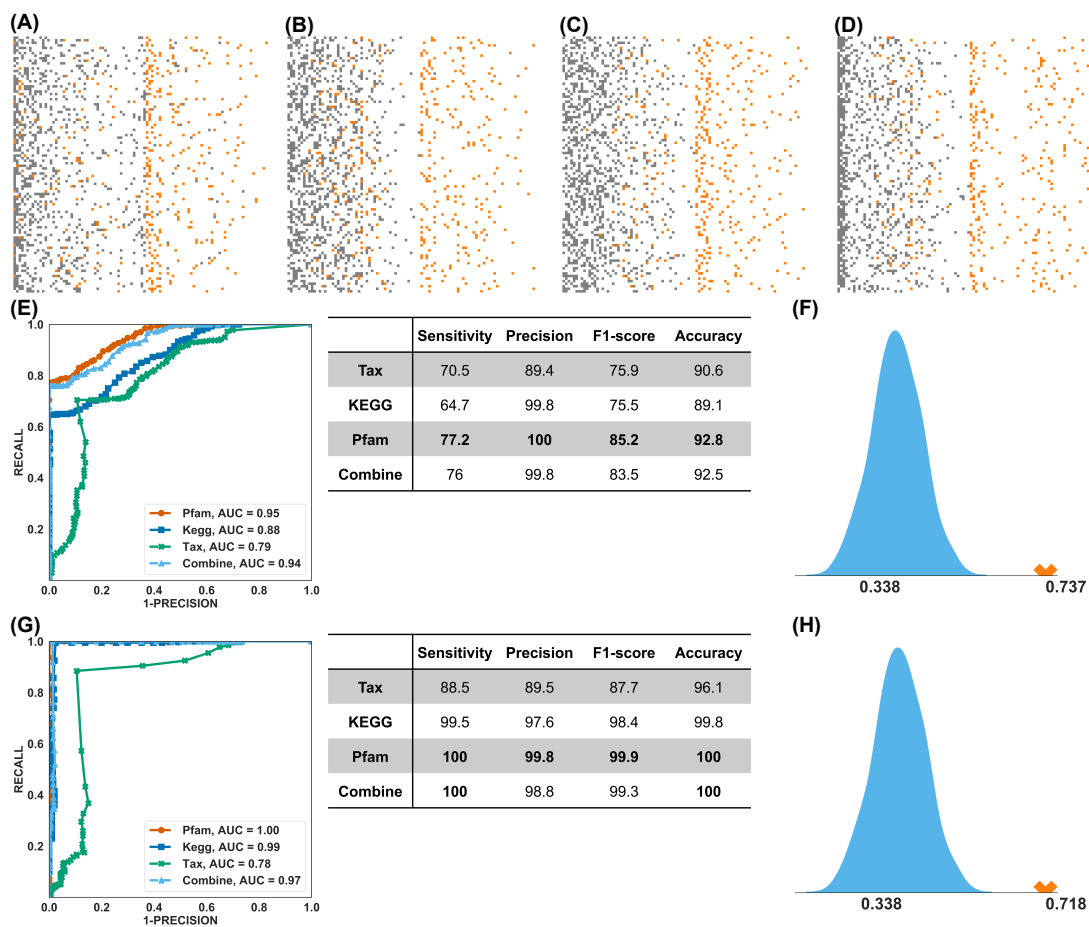 (A)
(B)
(C)
(D)
(E)
1.0
0.8
0.6
0.4
0.2
RECALL
Pfam, AUC = 0.95
Kegg, AUC = 0.88
Tax, AUC = 0.79
Combine, AUC = 0.94
0.0 0.2 0.4 0.6 0.8 1.0
1-PRECISION
Sensitivity Precision F1-score Accuracy
Tax 70.5 89.4 75.9 90.6
KEGG 64.7 99.8 75.5 89.1
Pfam 77.2 100 85.2 92.8
Combine 76 99.8 83.5 92.5
(F)
0.338 0.737
(G)
1.0
0.8
0.6
0.4
0.2
RECALL
Pfam, AUC = 1.00
Kegg, AUC = 0.99
Tax, AUC = 0.78
Combine, AUC = 0.97
0.0 0.2 0.4 0.6 0.8 1.0
1-PRECISION
Sensitivity Precision F1-score Accuracy
Tax 88.5 89.5 87.7 96.1
KEGG 99.5 97.6 98.4 99.8
Pfam 100 99.8 99.9 100
Combine 100 98.8 99.3 100
(H)
0.338 0.718